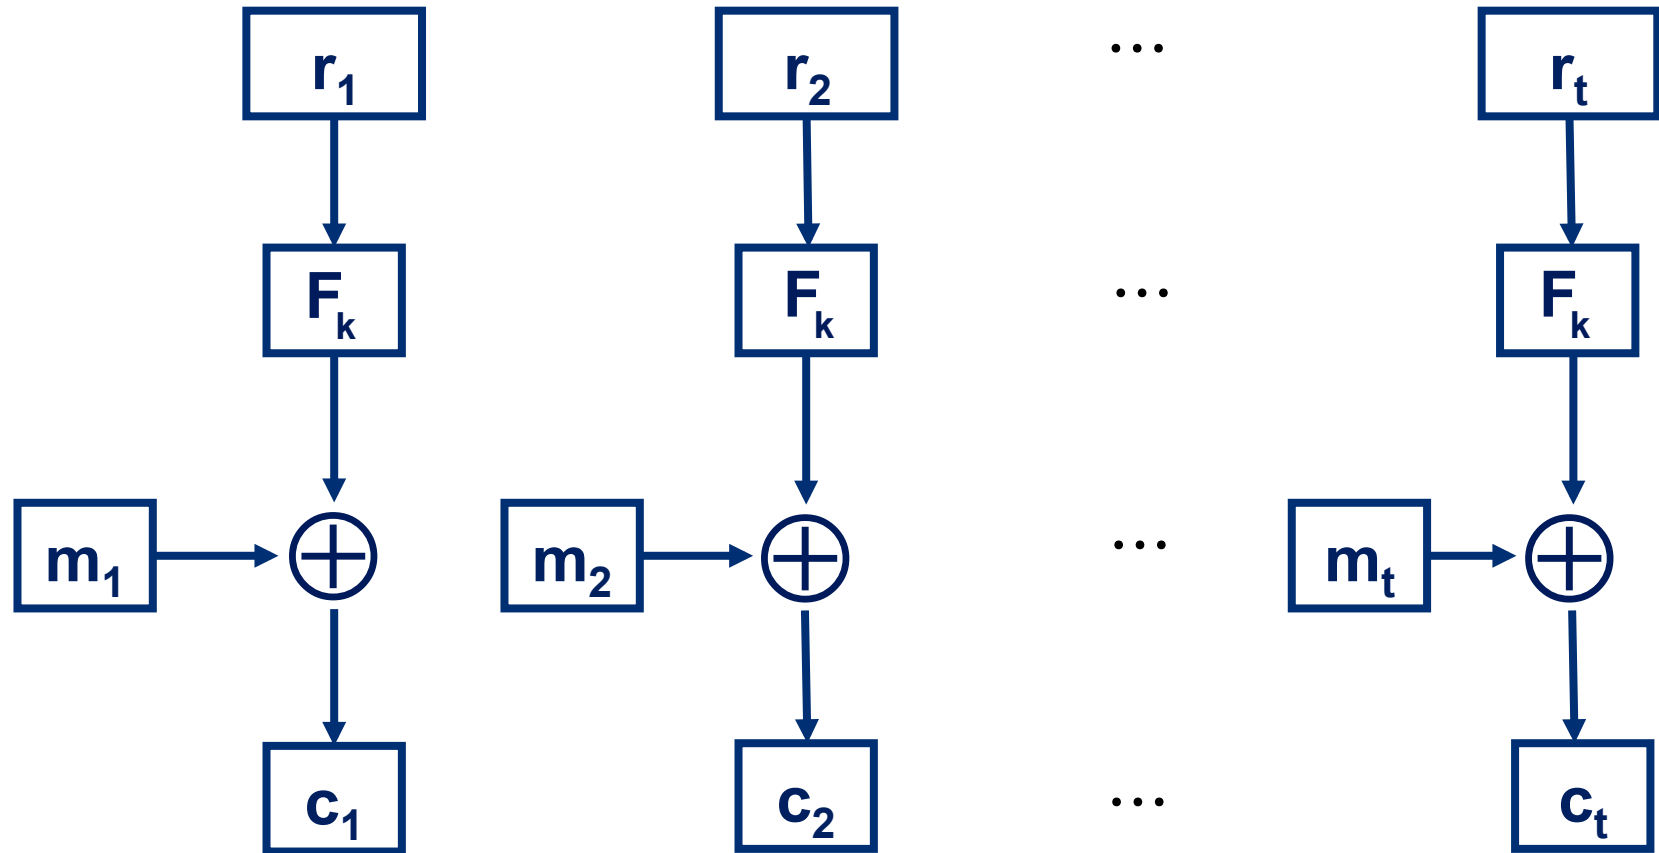 r₁ r₂ ... rₜ
Fₖ Fₖ ... Fₖ
m₁ m₂ ... mₜ
c₁ c₂ ... cₜ